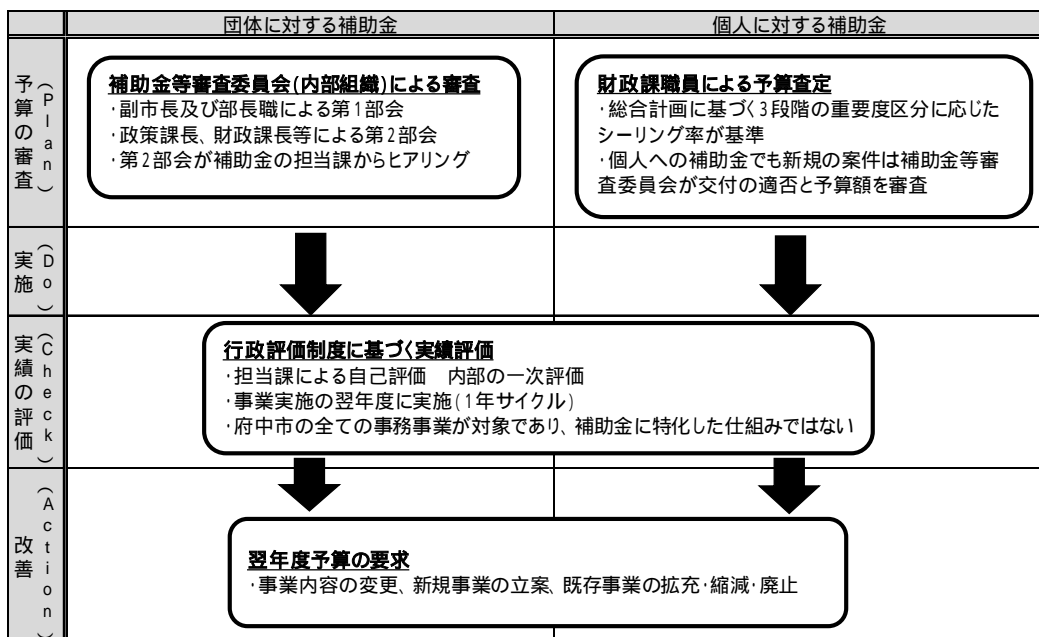 団体に対する補助金
個人に対する補助金
予算の審査
(Plan)
補助金等審査委員会(内部組織)による審査
・副市長及び部長職による第1部会
・政策課長、財政課長等による第2部会
・第2部会が補助金の担当課からヒアリング
財政課職員による予算査定
・総合計画に基づく3段階の重要度区分に応じた
シーリング率が基準
・個人への補助金でも新規の案件は補助金等審
査委員会が交付の適否と予算額を審査
実施
(Do)
実績の評価
(Check)
行政評価制度に基づく実績評価
・担当課による自己評価　内部の一次評価
・事業実施の翌年度に実施(1年サイクル)
・府中市の全ての事務事業が対象であり、補助金に特化した仕組みではない
改善
(Action)
翌年度予算の要求
・事業内容の変更、新規事業の立案、既存事業の拡充・縮減・廃止